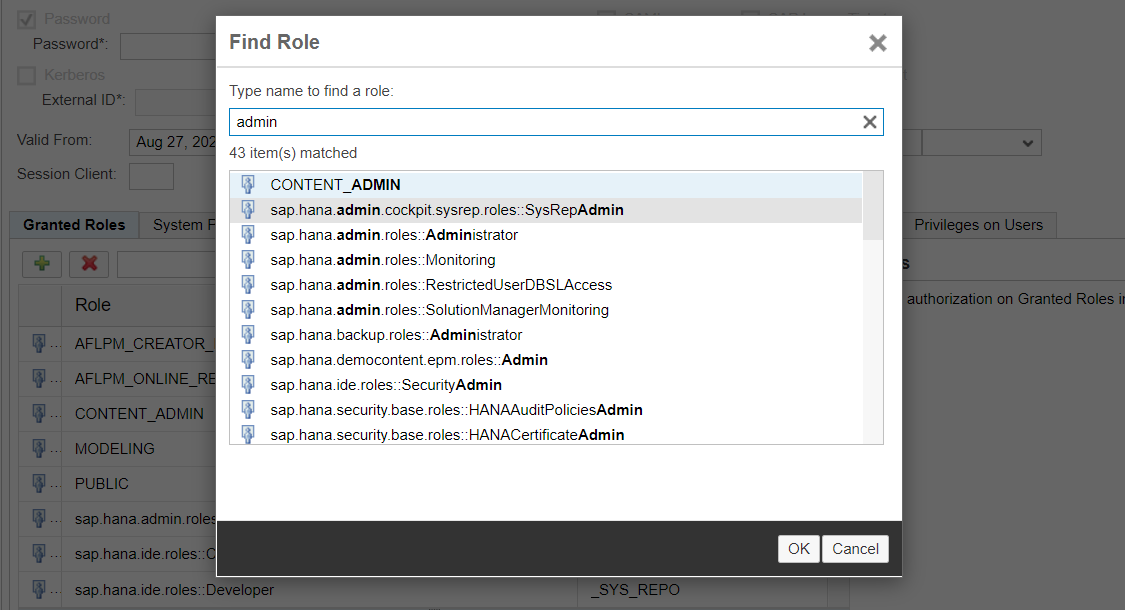 Password
Password*:
Kerberos
External ID*:
Valid From:
Aug 27, 202
Session Client:
Granted Roles
System P
Privileges on Users
Role
AFLPM_CREATOR_
AFLPM_ONLINE_RE
CONTENT_ADMIN
MODELING
PUBLIC
sap.hana.admin.roles
sap.hana.ide.roles::C
sap.hana.ide.roles::Developer
_SYS_REPO
s
authorization on Granted Roles in
Find Role
Type name to find a role:
admin
43 item(s) matched
CONTENT_ADMIN
sap.hana.admin.cockpit.sysrep.roles::SysRepAdmin
sap.hana.admin.roles::Administrator
sap.hana.admin.roles::Monitoring
sap.hana.admin.roles::RestrictedUserDBSLAccess
sap.hana.admin.roles::SolutionManagerMonitoring
sap.hana.backup.roles::Administrator
sap.hana.democontent.epm.roles::Admin
sap.hana.ide.roles::SecurityAdmin
sap.hana.security.base.roles::HANAAuditPoliciesAdmin
sap.hana.security.base.roles::HANACertificateAdmin
OK
Cancel